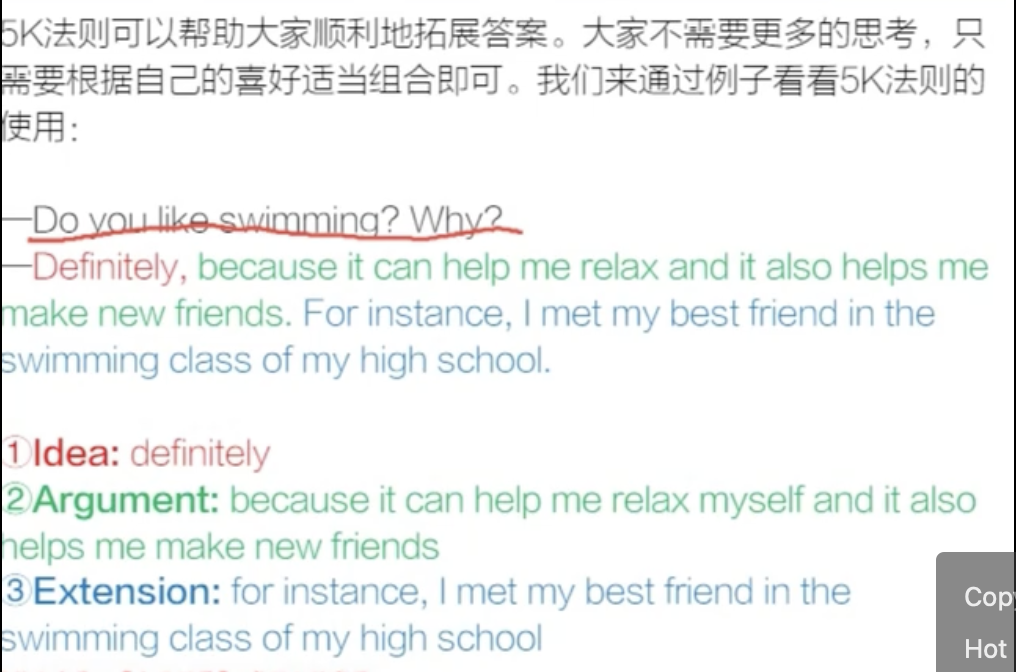 5K法则可以帮助大家顺利地拓展答案。大家不需要更多的思考，只
需要根据自己的喜好适当组合即可。我们来通过例子看看5K法则的
使用：
—Do you like swimming? Why?
—Definitely, because it can help me relax and it also helps me
make new friends. For instance, I met my best friend in the
swimming class of my high school.
①Idea: definitely
②Argument: because it can help me relax myself and it also
helps me make new friends
③Extension: for instance, I met my best friend in the
swimming class of my high school
Cop
Hot